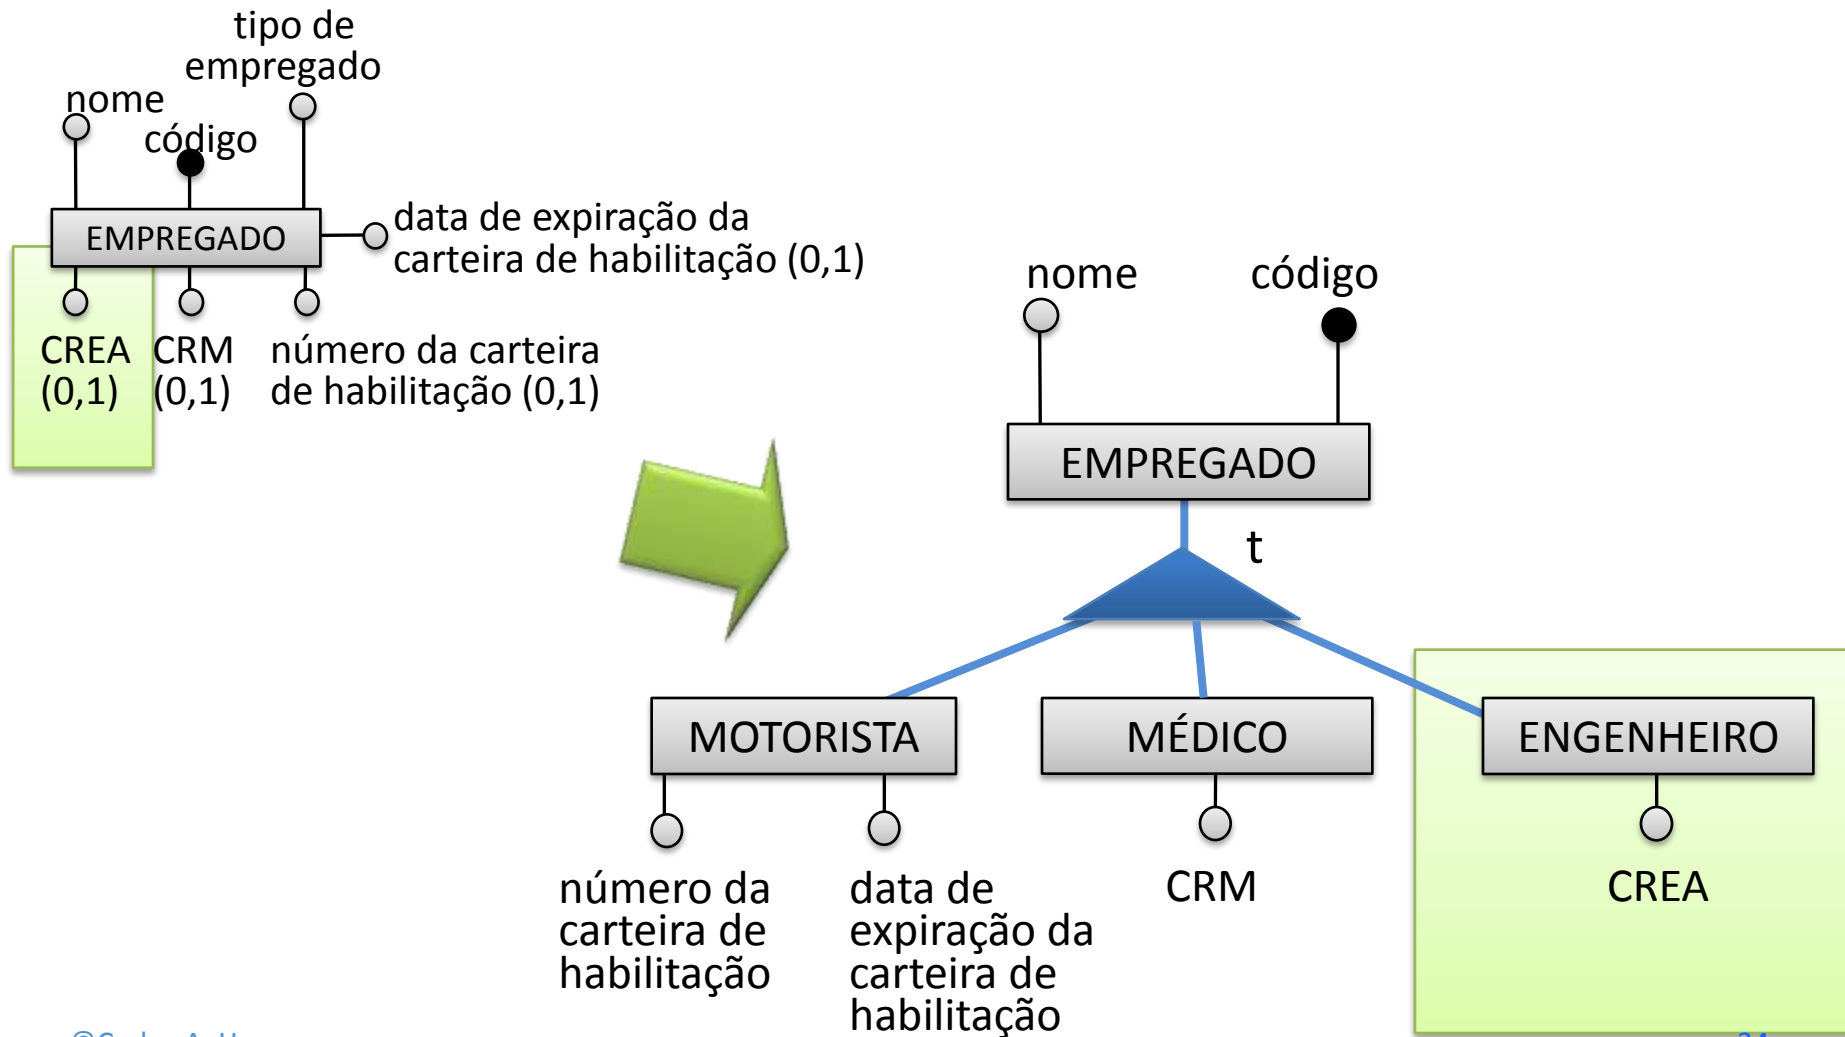 tipo de
empregado
nome
código
EMPREGADO
data de expiração da
carteira de habilitação (0,1)
CREA
(0,1)
CRM
(0,1)
número da carteira
de habilitação (0,1)
nome
código
EMPREGADO
t
MOTORISTA
MÉDICO
ENGENHEIRO
número da
carteira de
habilitação
data de
expiração da
carteira de
habilitação
CRM
CREA